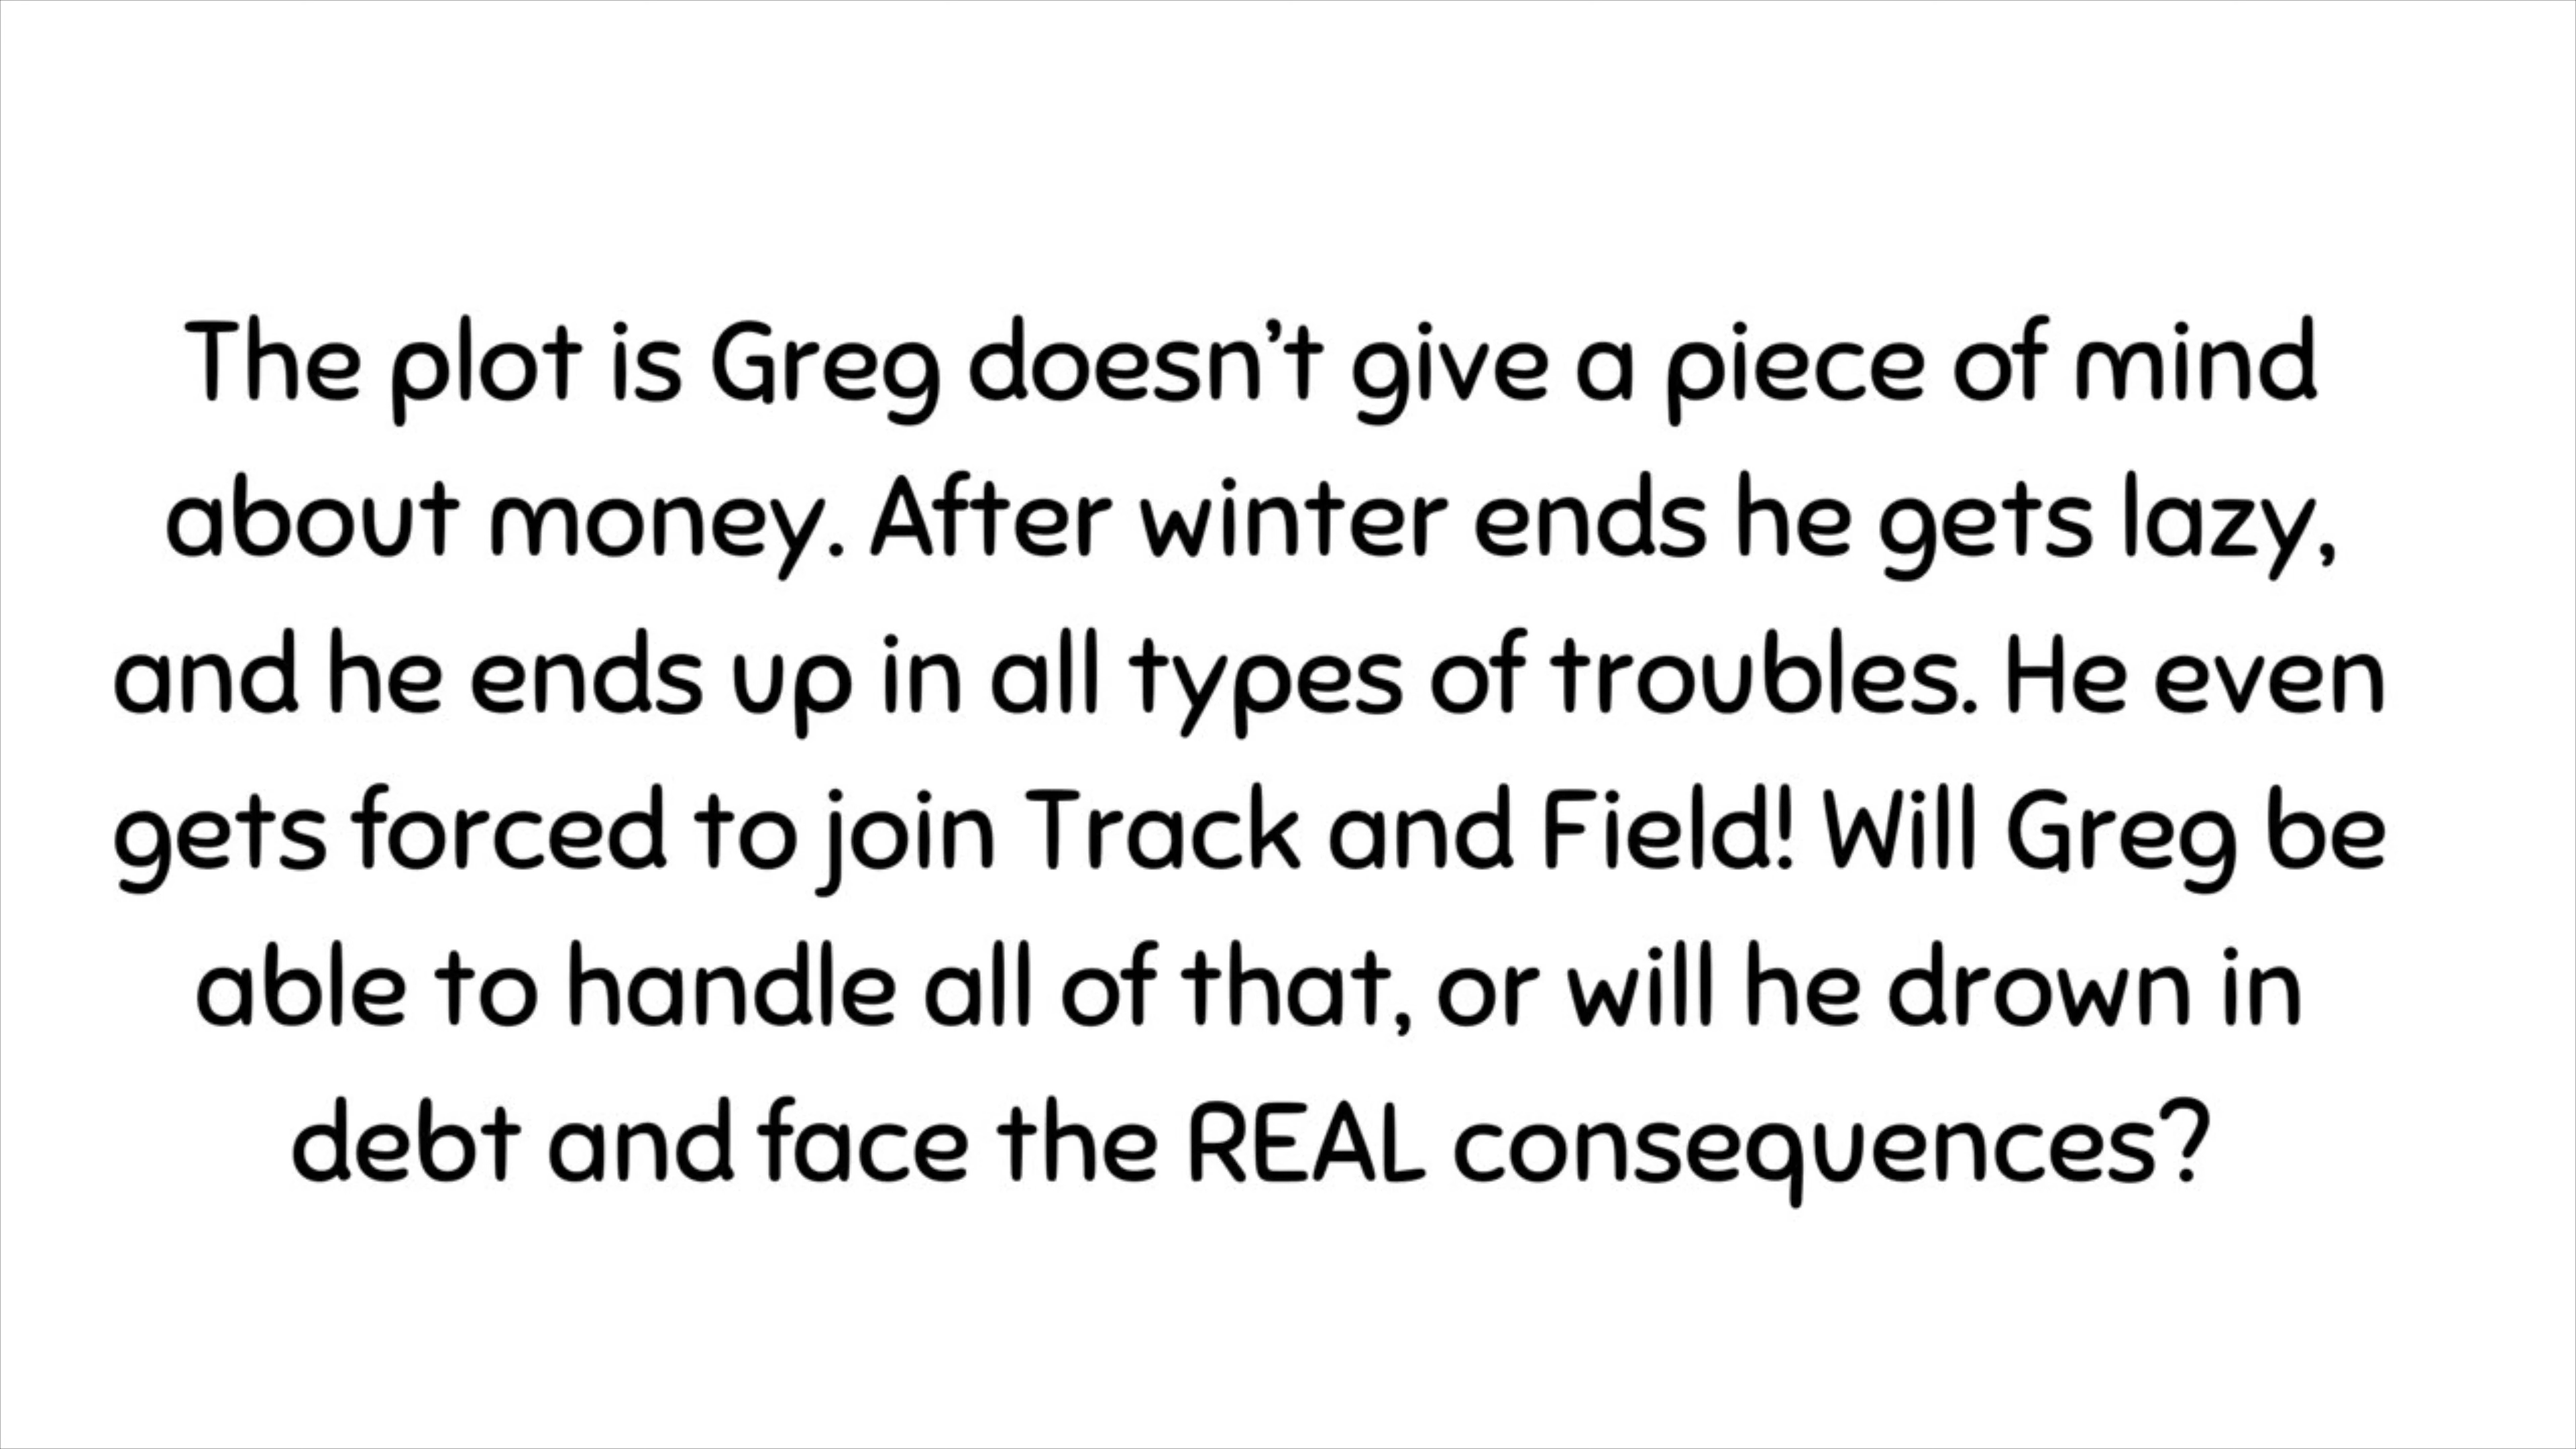 The plot is Greg doesn’t give a piece of mind
about money. After winter ends he gets lazy,
and he ends up in all types of troubles. He even
gets forced to join Track and Field! Will Greg be
able to handle all of that, or will he drown in
debt and face the REAL consequences?